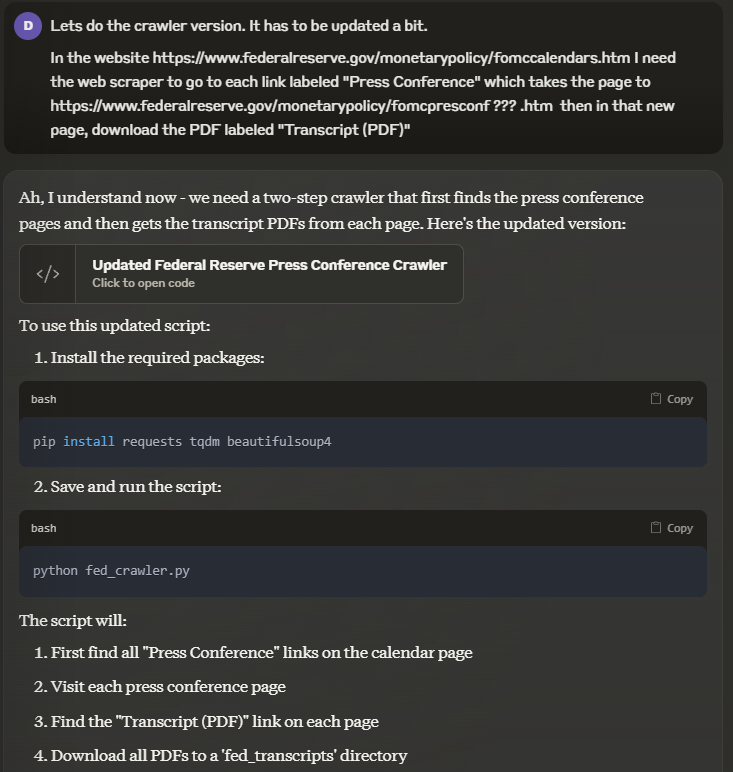 D
Lets do the crawler version. It has to be updated a bit.
In the website https://www.federalreserve.gov/monetarypolicy/fomccalendars.htm I need
the web scraper to go to each link labeled "Press Conference" which takes the page to
https://www.federalreserve.gov/monetarypolicy/fomcpresconf ??? .htm then in that new
page, download the PDF labeled "Transcript (PDF)"
Ah, I understand now - we need a two-step crawler that first finds the press conference
pages and then gets the transcript PDFs from each page. Here's the updated version:
</>
Updated Federal Reserve Press Conference Crawler
Click to open code
To use this updated script:
1. Install the required packages:
bash
Copy
pip install requests tqdm beautifulsoup4
2. Save and run the script:
bash
Copy
python fed_crawler.py
The script will:
1. First find all "Press Conference" links on the calendar page
2. Visit each press conference page
3. Find the "Transcript (PDF)" link on each page
4. Download all PDFs to a 'fed_transcripts' directory